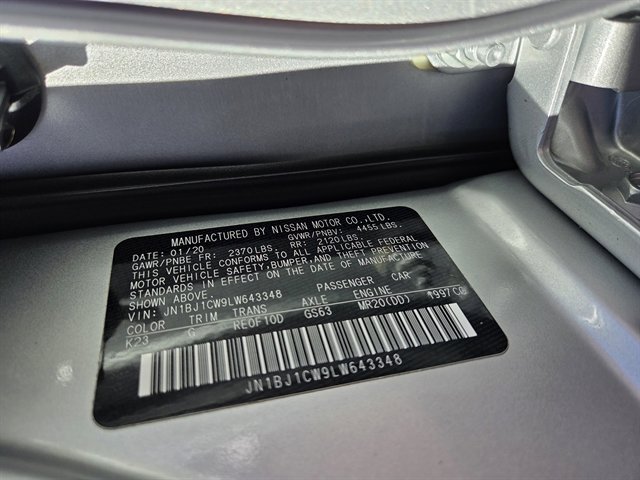 MANUFACTURED BY NISSAN MOTOR CO.,LTD.
DATE: 01/20 GVWR/PNBV: 4455 LBS.
GAWR/PNBE FR: 2370 LBS. RR: 2120 LBS.
THIS VEHICLE CONFORMS TO ALL APPLICABLE FEDERAL
MOTOR VEHICLE SAFETY,BUMPER,AND THEFT PREVENTION
STANDARDS IN EFFECT ON THE DATE OF MANUFACTURE
SHOWN ABOVE.
VIN: JN1BJ1CW9LW643348 PASSENGER CAR
COLOR TRIM TRANS AXLE ENGINE
K23 G RE0F10D GS63 MR20(DD) 1997CC
JN1BJ1CW9LW643348